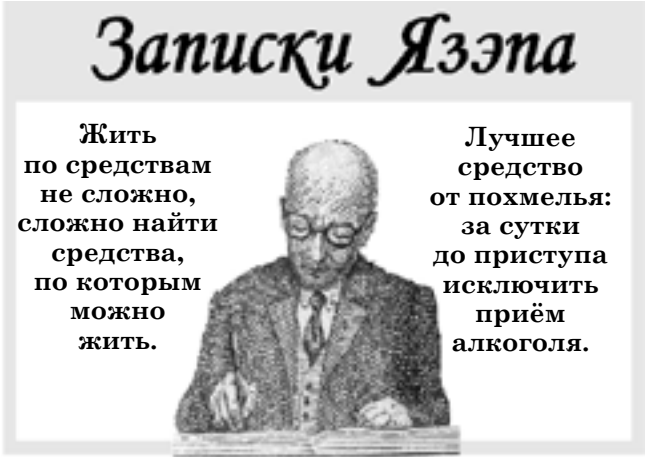 Записки Язэпа
Жить
по средствам
не сложно,
сложно найти
средства,
по которым
можно
жить.
Лучшее
средство
от похмелья:
за сутки
до приступа
исключить
приём
алкоголя.